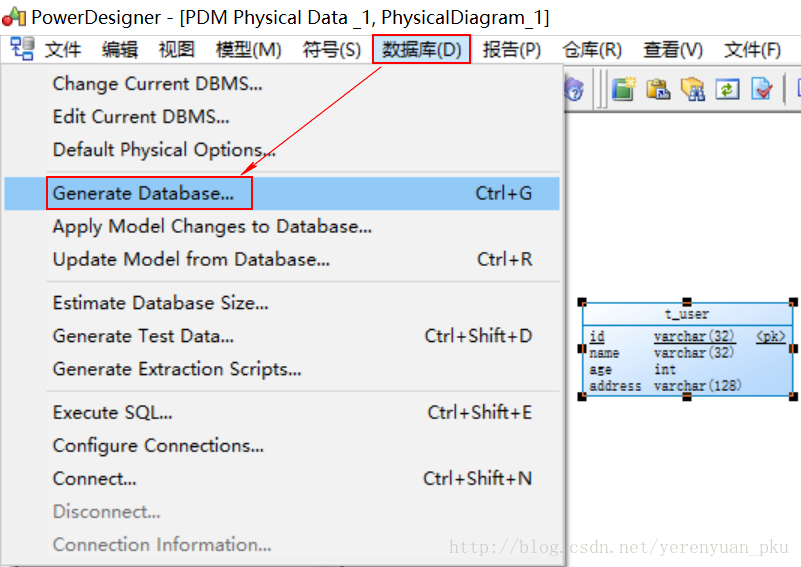 PowerDesigner - [PDM Physical Data _1, PhysicalDiagram_1]
文件 编辑 视图 模型(M) 符号(S) 数据库(D) 报告(P) 仓库(R) 查看(V) 文件(F)
Change Current DBMS...
Edit Current DBMS...
Default Physical Options...
Generate Database... Ctrl+G
Apply Model Changes to Database...
Update Model from Database... Ctrl+R
Estimate Database Size...
Generate Test Data... Ctrl+Shift+D
Generate Extraction Scripts...
Execute SQL... Ctrl+Shift+E
Configure Connections...
Connect... Ctrl+Shift+N
Disconnect...
Connection Information...
t_user
id varchar(32) <pk>
name varchar(32)
age int
address varchar(128)
http://blog.csdn.net/yerenyuan_pku